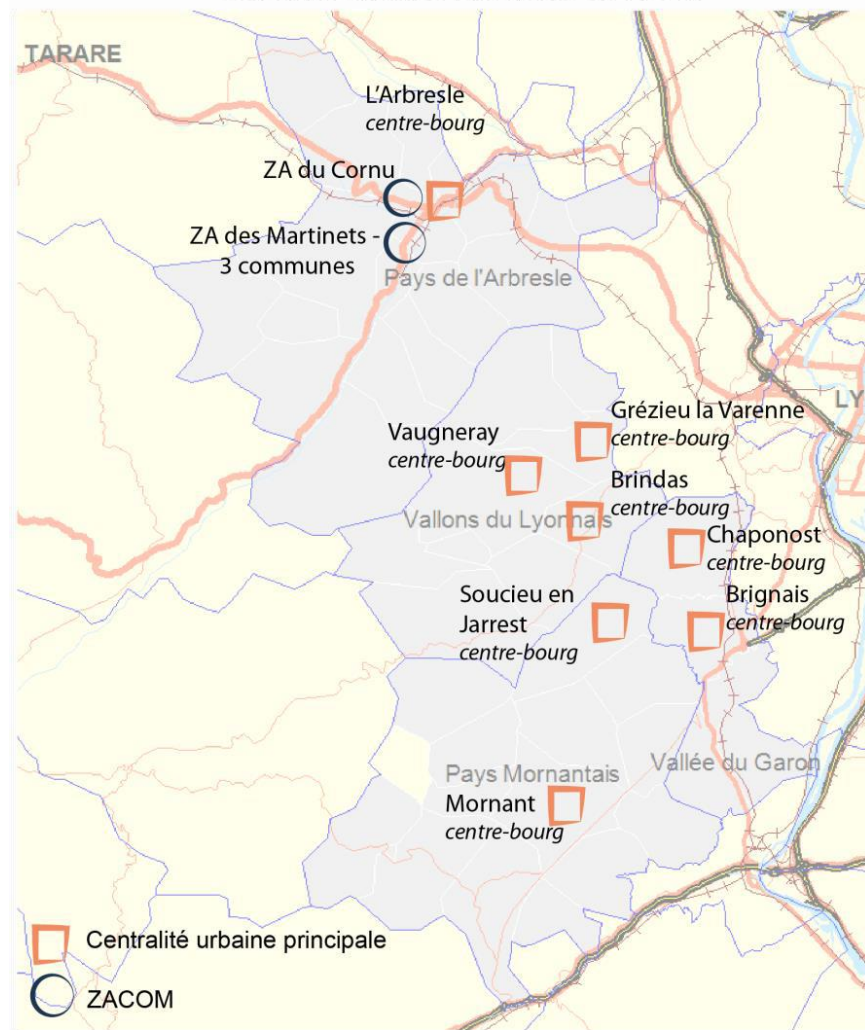 TARARE
L'Arbresle
centre-bourg
ZA du Cornu
ZA des Martinets -
3 communes
Pays de l'Arbresle
LY
Grézieu la Varenne
centre-bourg
Vaugneray
centre-bourg
Brindas
centre-bourg
Vallons du Lyonnais
Chaponost
centre-bourg
Soucieu en
Jarrest
centre-bourg
Brignais
centre-bourg
Vallée du Garon
Pays Mornantais
Mornant
centre-bourg
Centralité urbaine principale
ZACOM